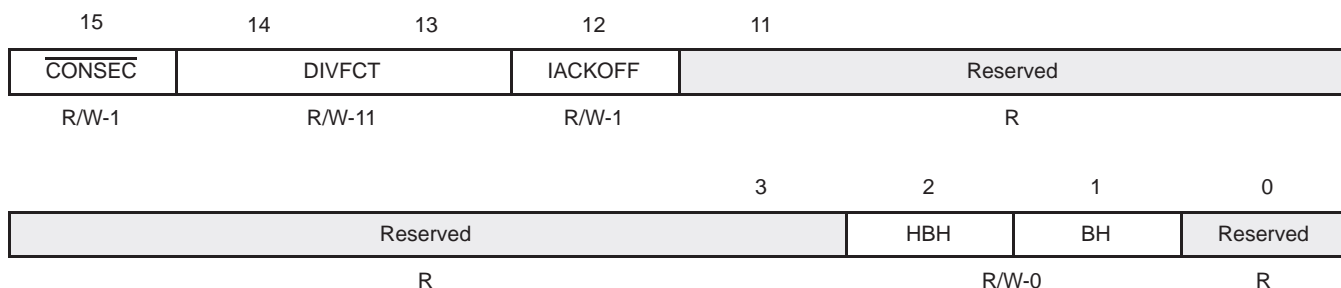 15 14 13 12 11
C̅O̅N̅S̅E̅C̅ DIVFCT IACKOFF Reserved
R/W-1 R/W-11 R/W-1 R
3 2 1 0
Reserved HBH BH Reserved
R R/W-0 R